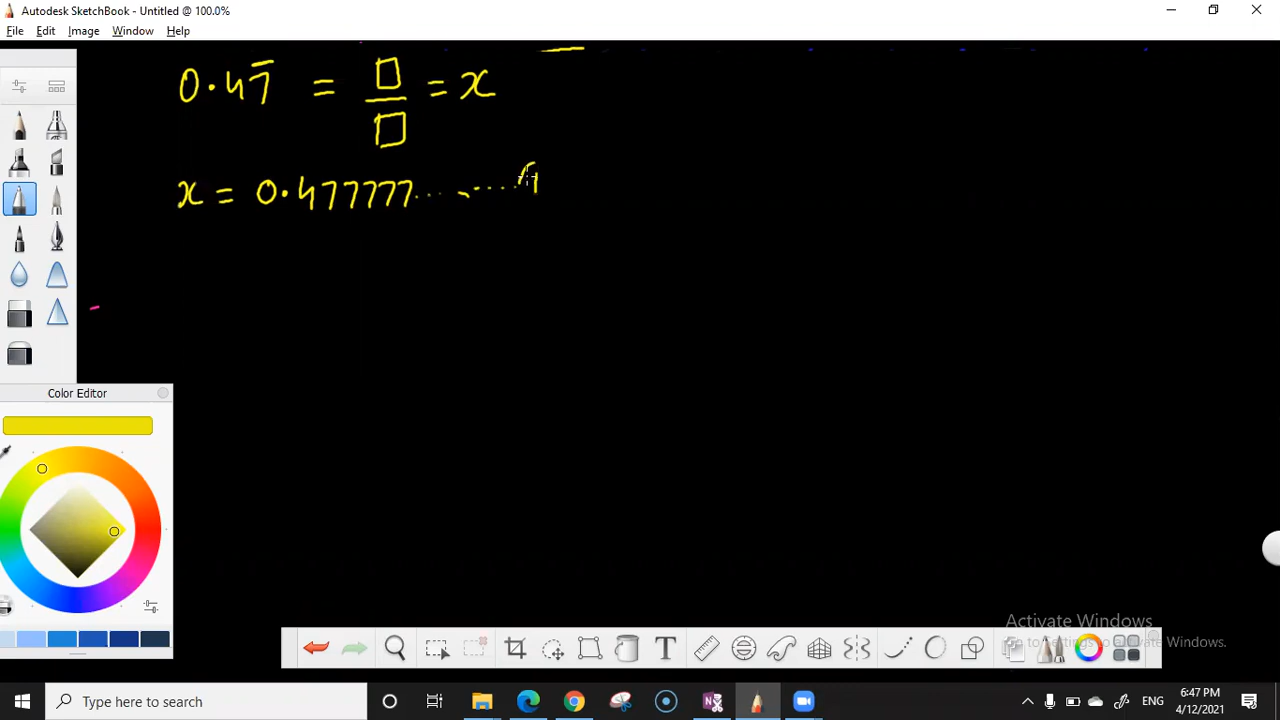 Autodesk SketchBook - Untitled @ 100.0%
File Edit Image Window Help
0.47̄ = □/□ = x
x = 0.477777.........
Color Editor
Activate Windows
Go to Settings to activate Windows.
Type here to search
ENG
6:47 PM
4/12/2021